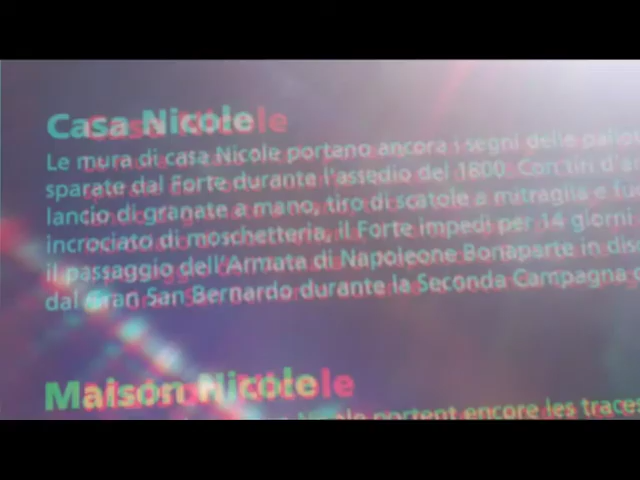 Casa Nicole
Le mura di casa Nicole portano ancora i segni delle
sparate dal Forte durante l'assedio del 1800. Con tiri
lancio di granate a mano, tiro di scatole a mitraglia e
incrociato di moschetteria, il Forte impedì per 14 giorni
il passaggio dell'Armata di Napoleone Bonaparte in
dal Gran San Bernardo durante la Seconda Campagna
Maison Nicole
Nicole portent encore les traces